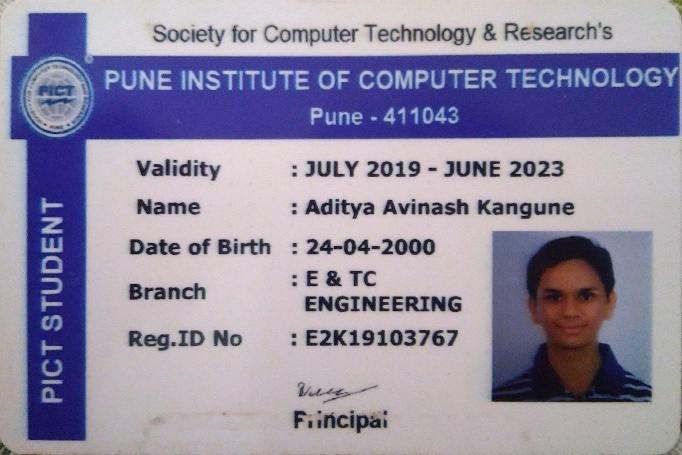 Society for Computer Technology & Research's
PUNE INSTITUTE OF COMPUTER TECHNOLOGY
Pune - 411043
PICT
PICT STUDENT
Validity : JULY 2019 - JUNE 2023
Name : Aditya Avinash Kangune
Date of Birth : 24-04-2000
Branch : E & TC
ENGINEERING
Reg.ID No : E2K19103767
Principal